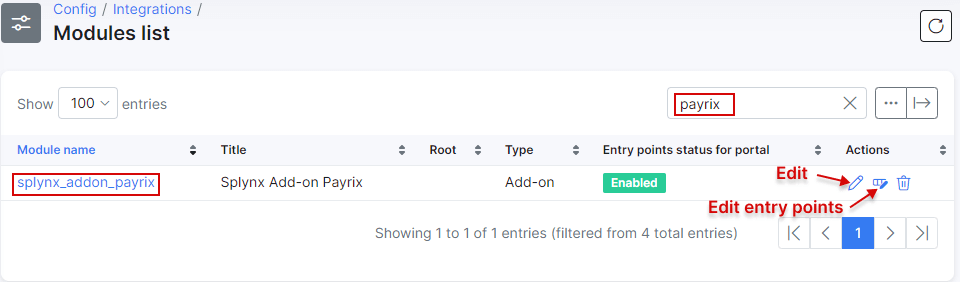 Config / Integrations /
Modules list
Show 100 entries
payrix
Module name Title Root Type Entry points status for portal Actions
splynx_addon_payrix Splynx Add-on Payrix Add-on Enabled
Edit
Edit entry points
Showing 1 to 1 of 1 entries (filtered from 4 total entries)
1